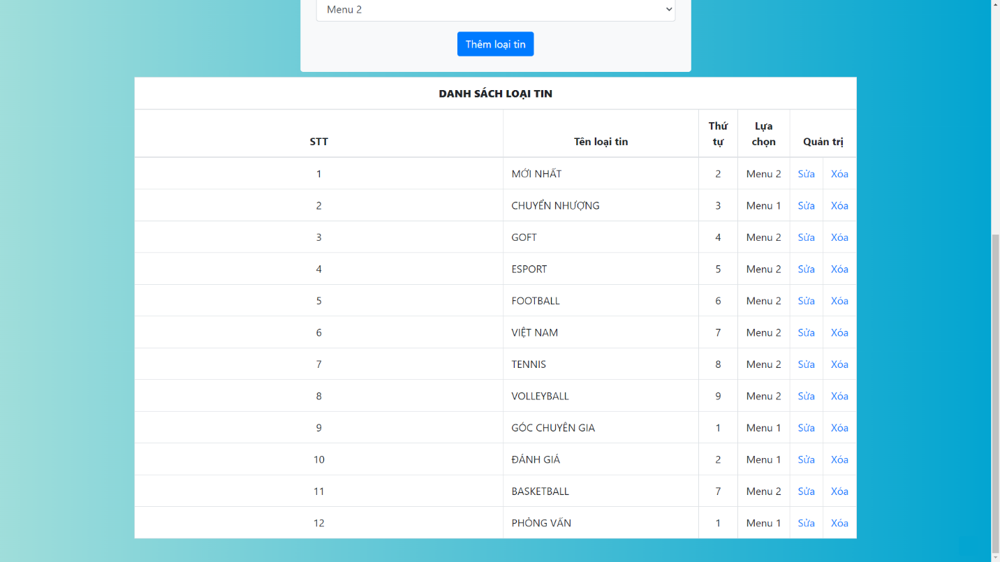 Menu 2
Thêm loại tin
DANH SÁCH LOẠI TIN
STT Tên loại tin Thứ tự Lựa chọn Quản trị
1 MỚI NHẤT 2 Menu 2 Sửa Xóa
2 CHUYỂN NHƯỢNG 3 Menu 1 Sửa Xóa
3 GOFT 4 Menu 2 Sửa Xóa
4 ESPORT 5 Menu 2 Sửa Xóa
5 FOOTBALL 6 Menu 2 Sửa Xóa
6 VIỆT NAM 7 Menu 2 Sửa Xóa
7 TENNIS 8 Menu 2 Sửa Xóa
8 VOLLEYBALL 9 Menu 2 Sửa Xóa
9 GÓC CHUYÊN GIA 1 Menu 1 Sửa Xóa
10 ĐÁNH GIÁ 2 Menu 1 Sửa Xóa
11 BASKETBALL 7 Menu 2 Sửa Xóa
12 PHỎNG VẤN 1 Menu 1 Sửa Xóa